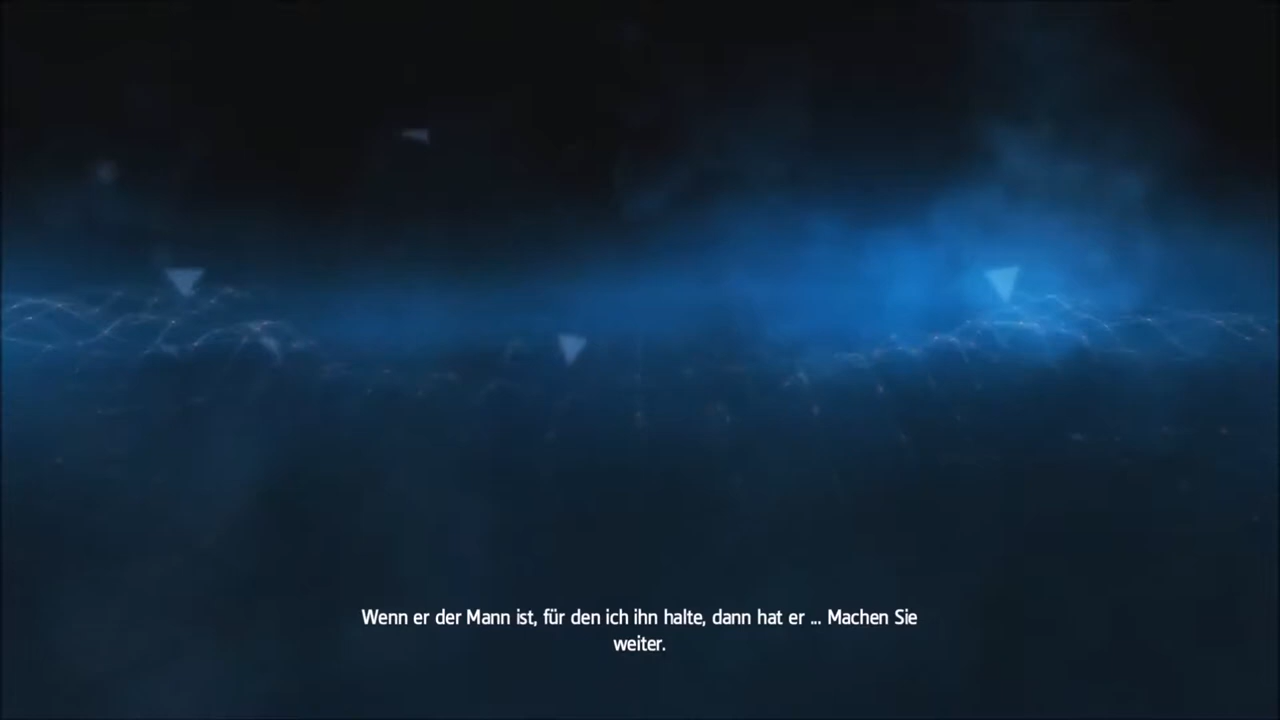 Wenn er der Mann ist, für den ich ihn halte, dann hat er ... Machen Sie
weiter.